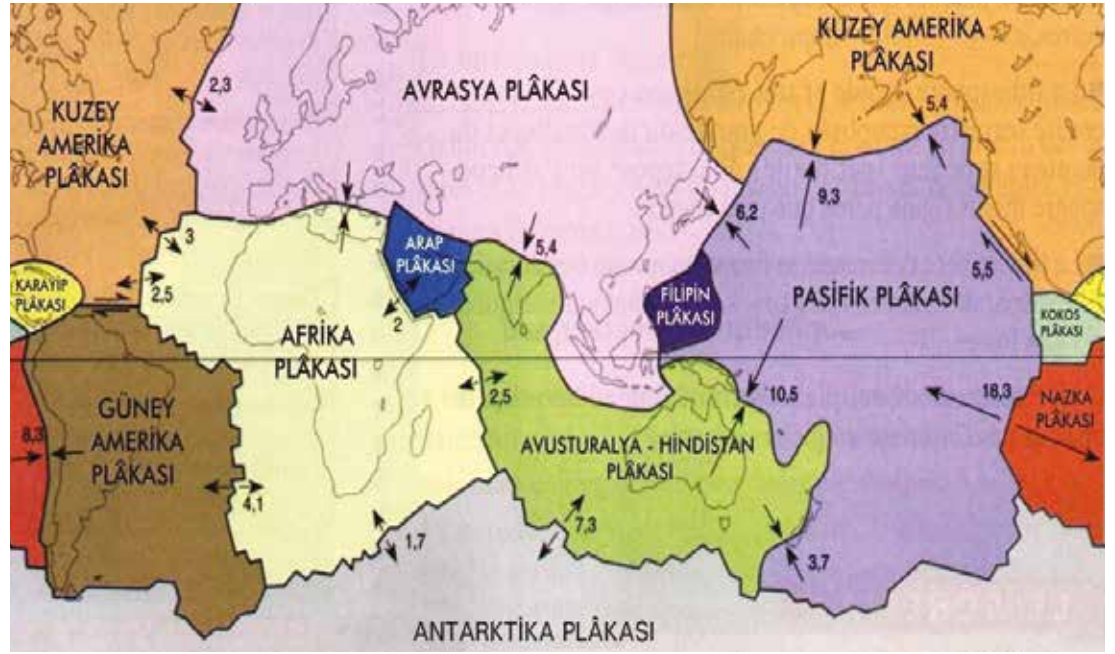 KUZEY AMERİKA
PLÂKASI
AVRASYA PLÂKASI
2,3
5,4
KUZEY
AMERİKA
PLÂKASI
9,3
6,2
3
ARAP
PLÂKASI
5,4
5,5
KARAYIP
PLÂKASI
2,5
FİLIPİN
PLÂKASI
PASİFİK PLÂKASI
KOKOS
PLÂKASI
2
AFRİKA
PLÂKASI
2,5
10,5
18,3
NAZKA
PLÂKASI
GÜNEY
AMERİKA
PLÂKASI
8,3
AVUSTURALYA - HİNDİSTAN
PLÂKASI
4,1
7,3
1,7
3,7
ANTARKTİKA PLÂKASI